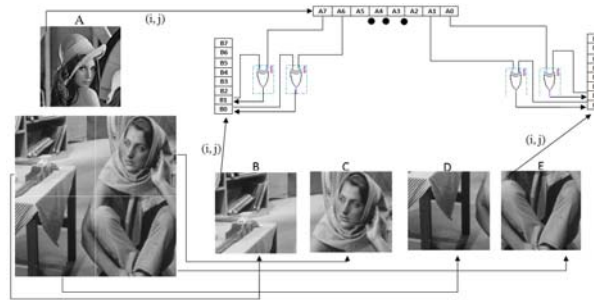 A
(i, j)
A7 A6 A5 A4 A3 A2 A1 A0
B7
B6
B5
B4
B3
B2
B1
B0
(i, j)
(i, j)
B C D E